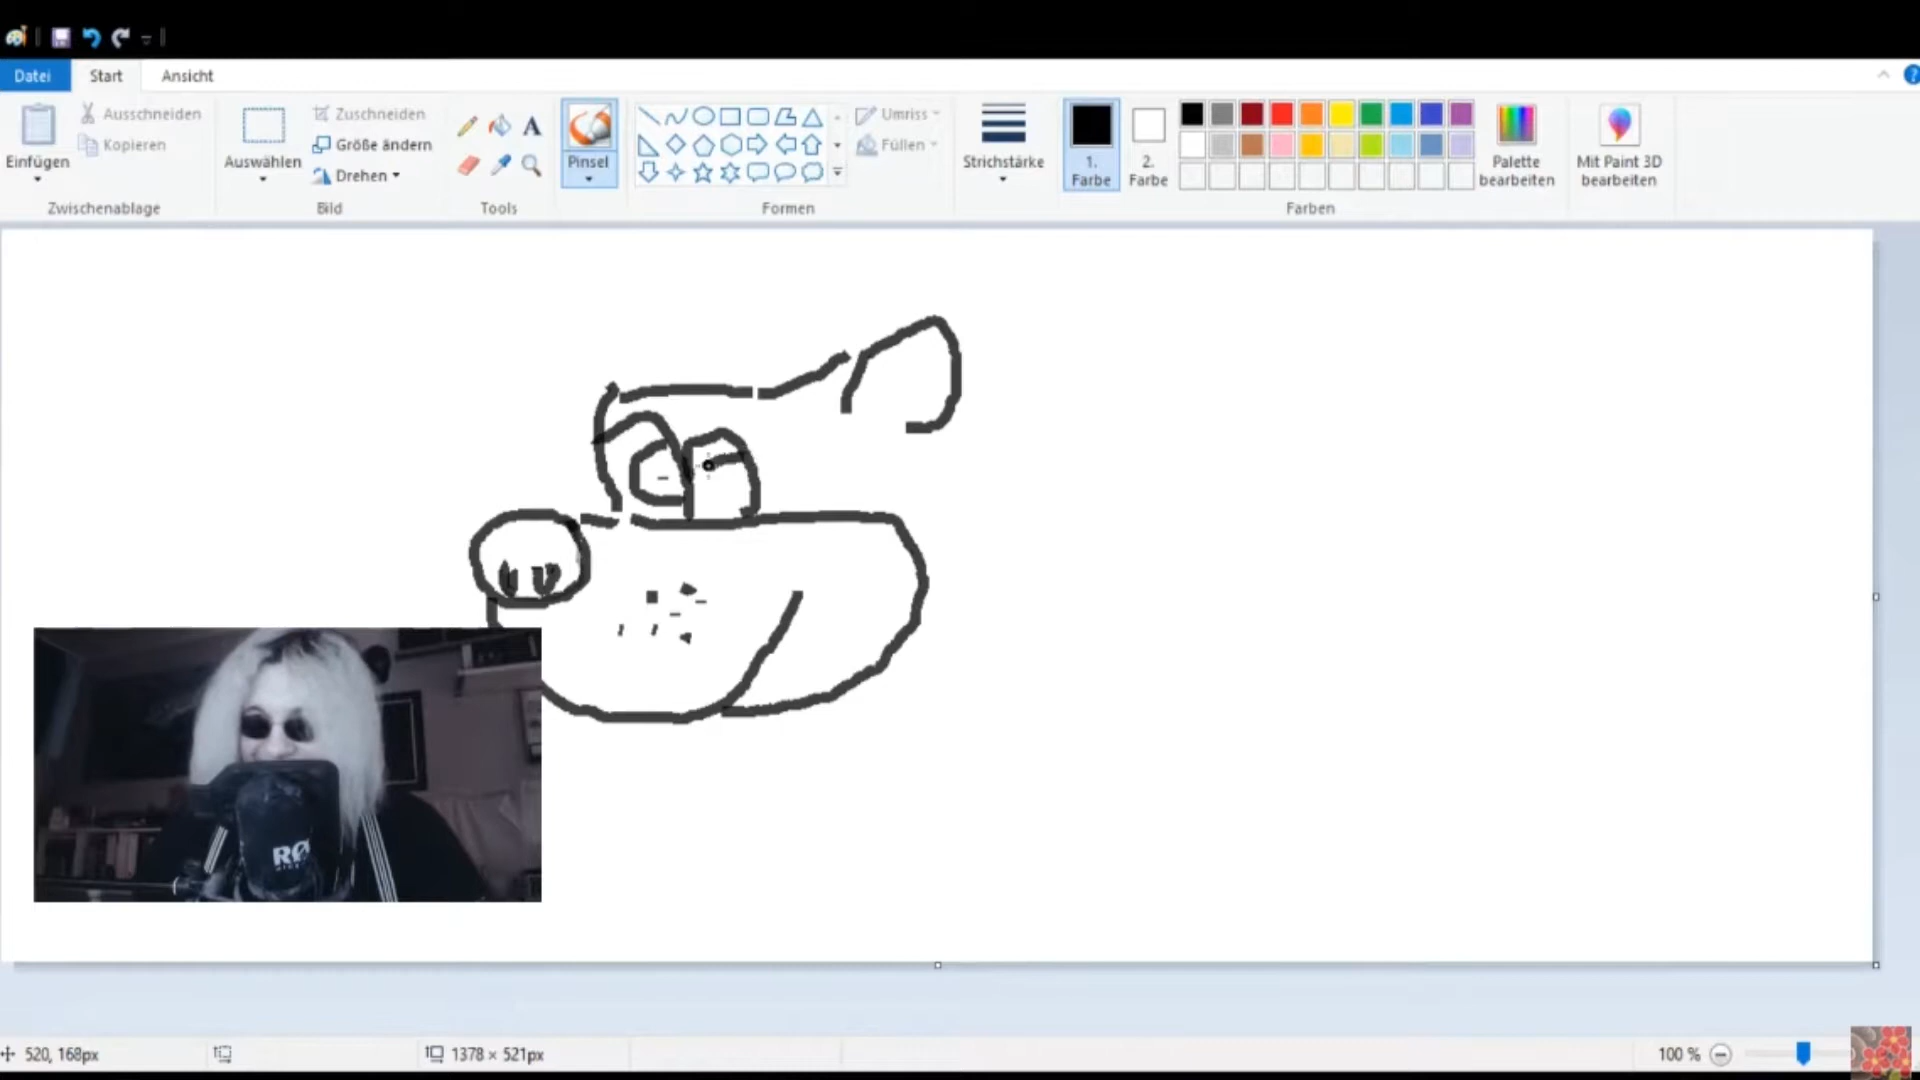 Datei Start Ansicht
Einfügen
Ausschneiden
Kopieren
Zwischenablage
Auswählen
Zuschneiden
Größe ändern
Drehen
Bild
Tools
Pinsel
Formen
Umriss
Füllen
Strichstärke
1.
Farbe
2.
Farbe
Farben
Palette
bearbeiten
Mit Paint 3D
bearbeiten
RØ
520, 168px
1378 × 521px
100 %